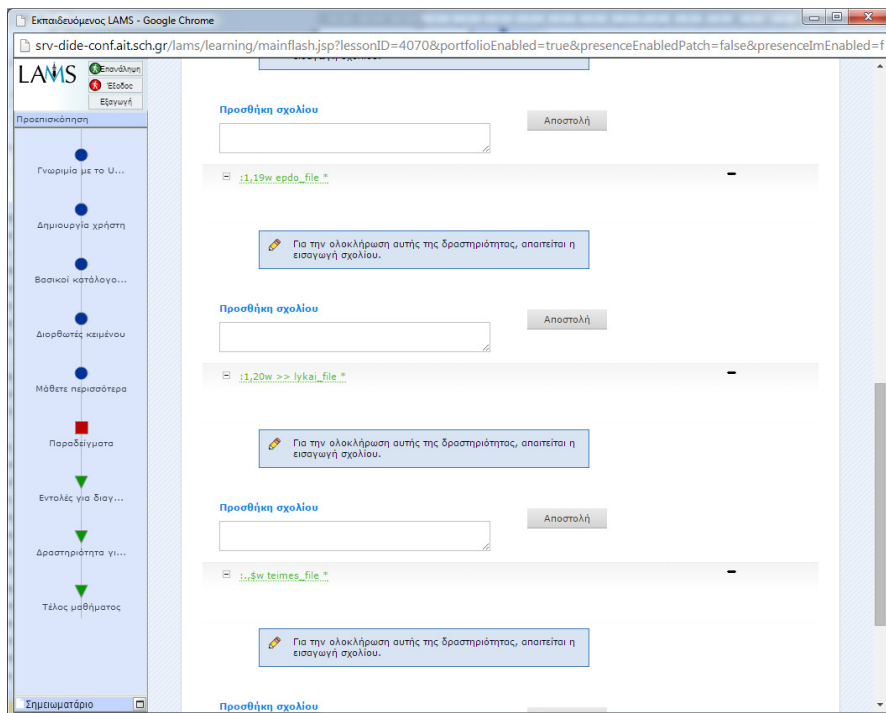 Εκπαιδευόμενος LAMS - Google Chrome
srv-dide-conf.ait.sch.gr/lams/learning/mainflash.jsp?lessonID=4070&portfolioEnabled=true&presenceEnabledPatch=false&presenceImEnabled=f
LAMS
Επανάληψη
Έξοδος
Εξαγωγή
Προεπισκόπηση
Γνωριμία με το U...
Δημιουργία χρήστη
Βασικοί κατάλογο...
Διορθωτές κειμένου
Μάθετε περισσότερα
Παραδείγματα
Εντολές για διαγ...
Δραστηριότητα γι...
Τέλος μαθήματος
Σημειωματάριο
εισαγωγή σχολίου.
Προσθήκη σχολίου
Αποστολή
:1,19w epdo_file *
Για την ολοκλήρωση αυτής της δραστηριότητας, απαιτείται η
εισαγωγή σχολίου.
Προσθήκη σχολίου
Αποστολή
:1,20w >> lykai_file *
Για την ολοκλήρωση αυτής της δραστηριότητας, απαιτείται η
εισαγωγή σχολίου.
Προσθήκη σχολίου
Αποστολή
:.,$w teimes_file *
Για την ολοκλήρωση αυτής της δραστηριότητας, απαιτείται η
εισαγωγή σχολίου.
Προσθήκη σχολίου